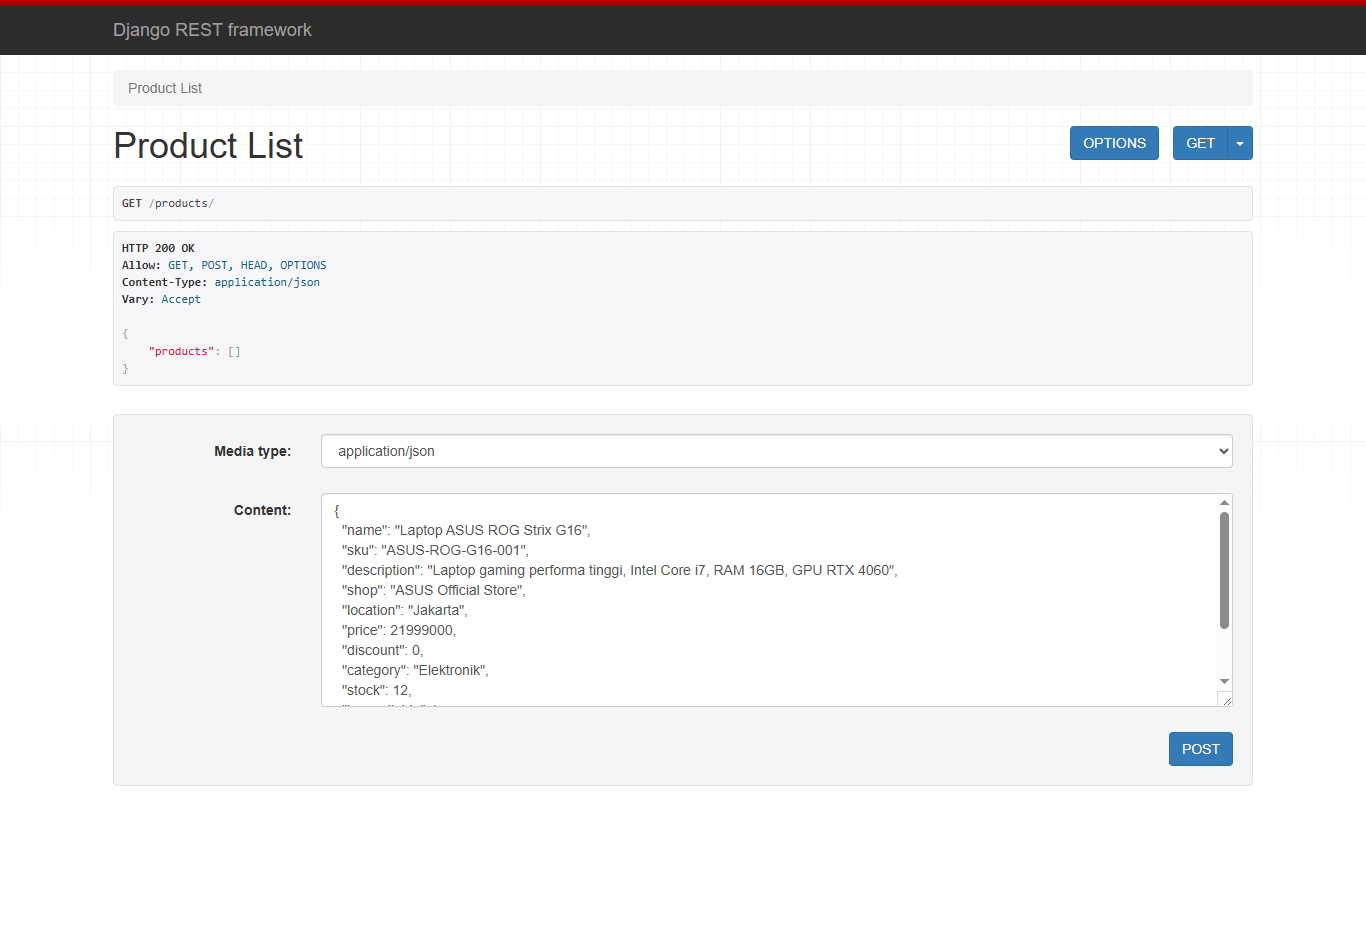 Django REST framework
Product List
Product List
OPTIONS
GET
GET /products/
HTTP 200 OK
Allow: GET, POST, HEAD, OPTIONS
Content-Type: application/json
Vary: Accept
{
"products": []
}
Media type:
application/json
Content:
{
"name": "Laptop ASUS ROG Strix G16",
"sku": "ASUS-ROG-G16-001",
"description": "Laptop gaming performa tinggi, Intel Core i7, RAM 16GB, GPU RTX 4060",
"shop": "ASUS Official Store",
"location": "Jakarta",
"price": 21999000,
"discount": 0,
"category": "Elektronik",
"stock": 12,
POST